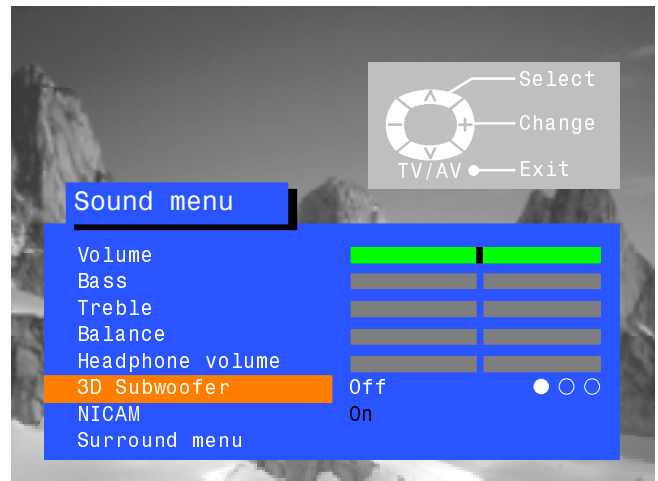 Select
Change
TV/AV Exit
Sound menu
Volume
Bass
Treble
Balance
Headphone volume
3D Subwoofer Off
NICAM On
Surround menu